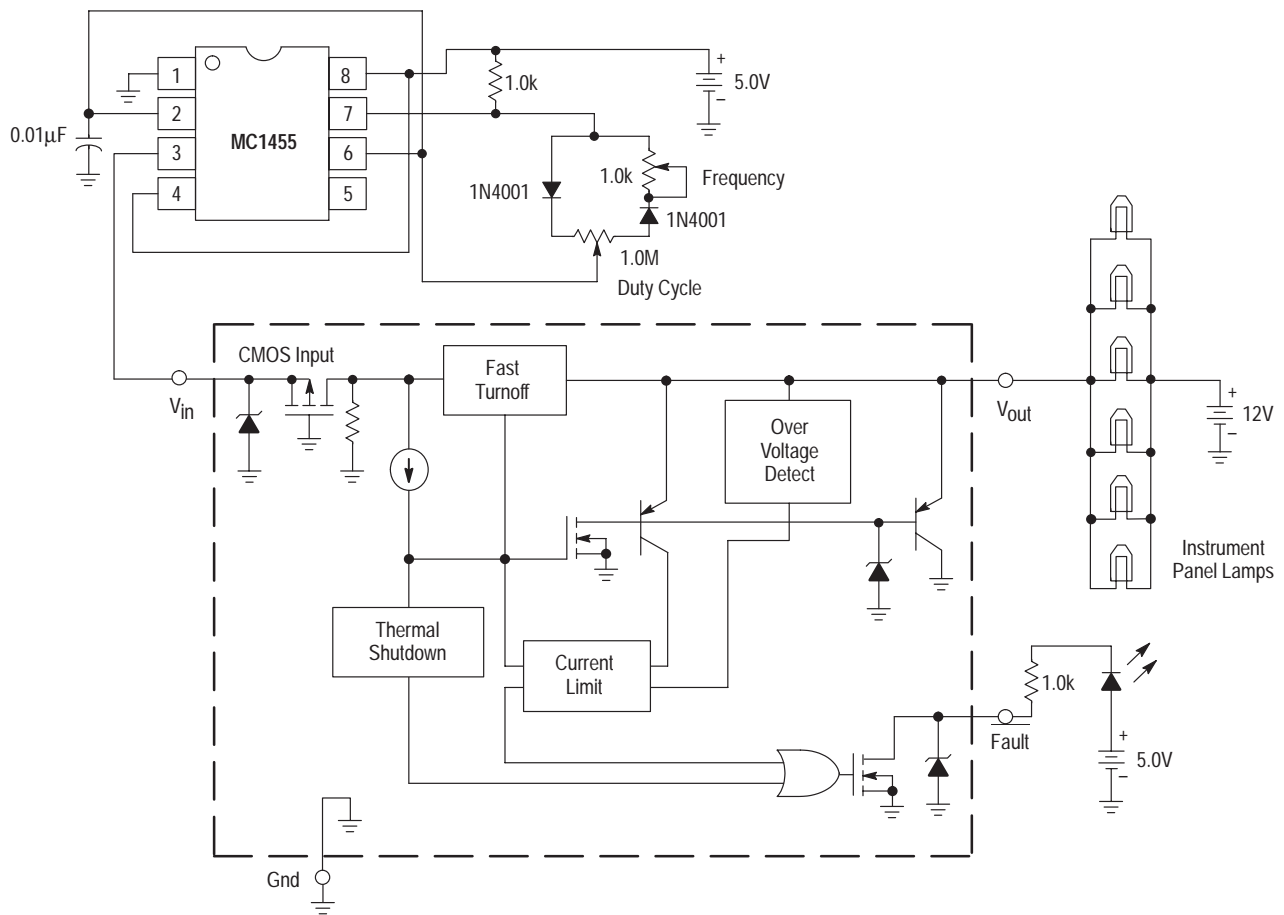 1
2
3
4
MC1455
8
7
6
5
0.01µF
1.0k
+
−
5.0V
1N4001
1.0k
Frequency
1N4001
1.0M
Duty Cycle
CMOS Input
Vin
Fast
Turnoff
Over
Voltage
Detect
Vout
+
−
12V
Instrument
Panel Lamps
Thermal
Shutdown
Current
Limit
1.0k
Fault
+
−
5.0V
Gnd